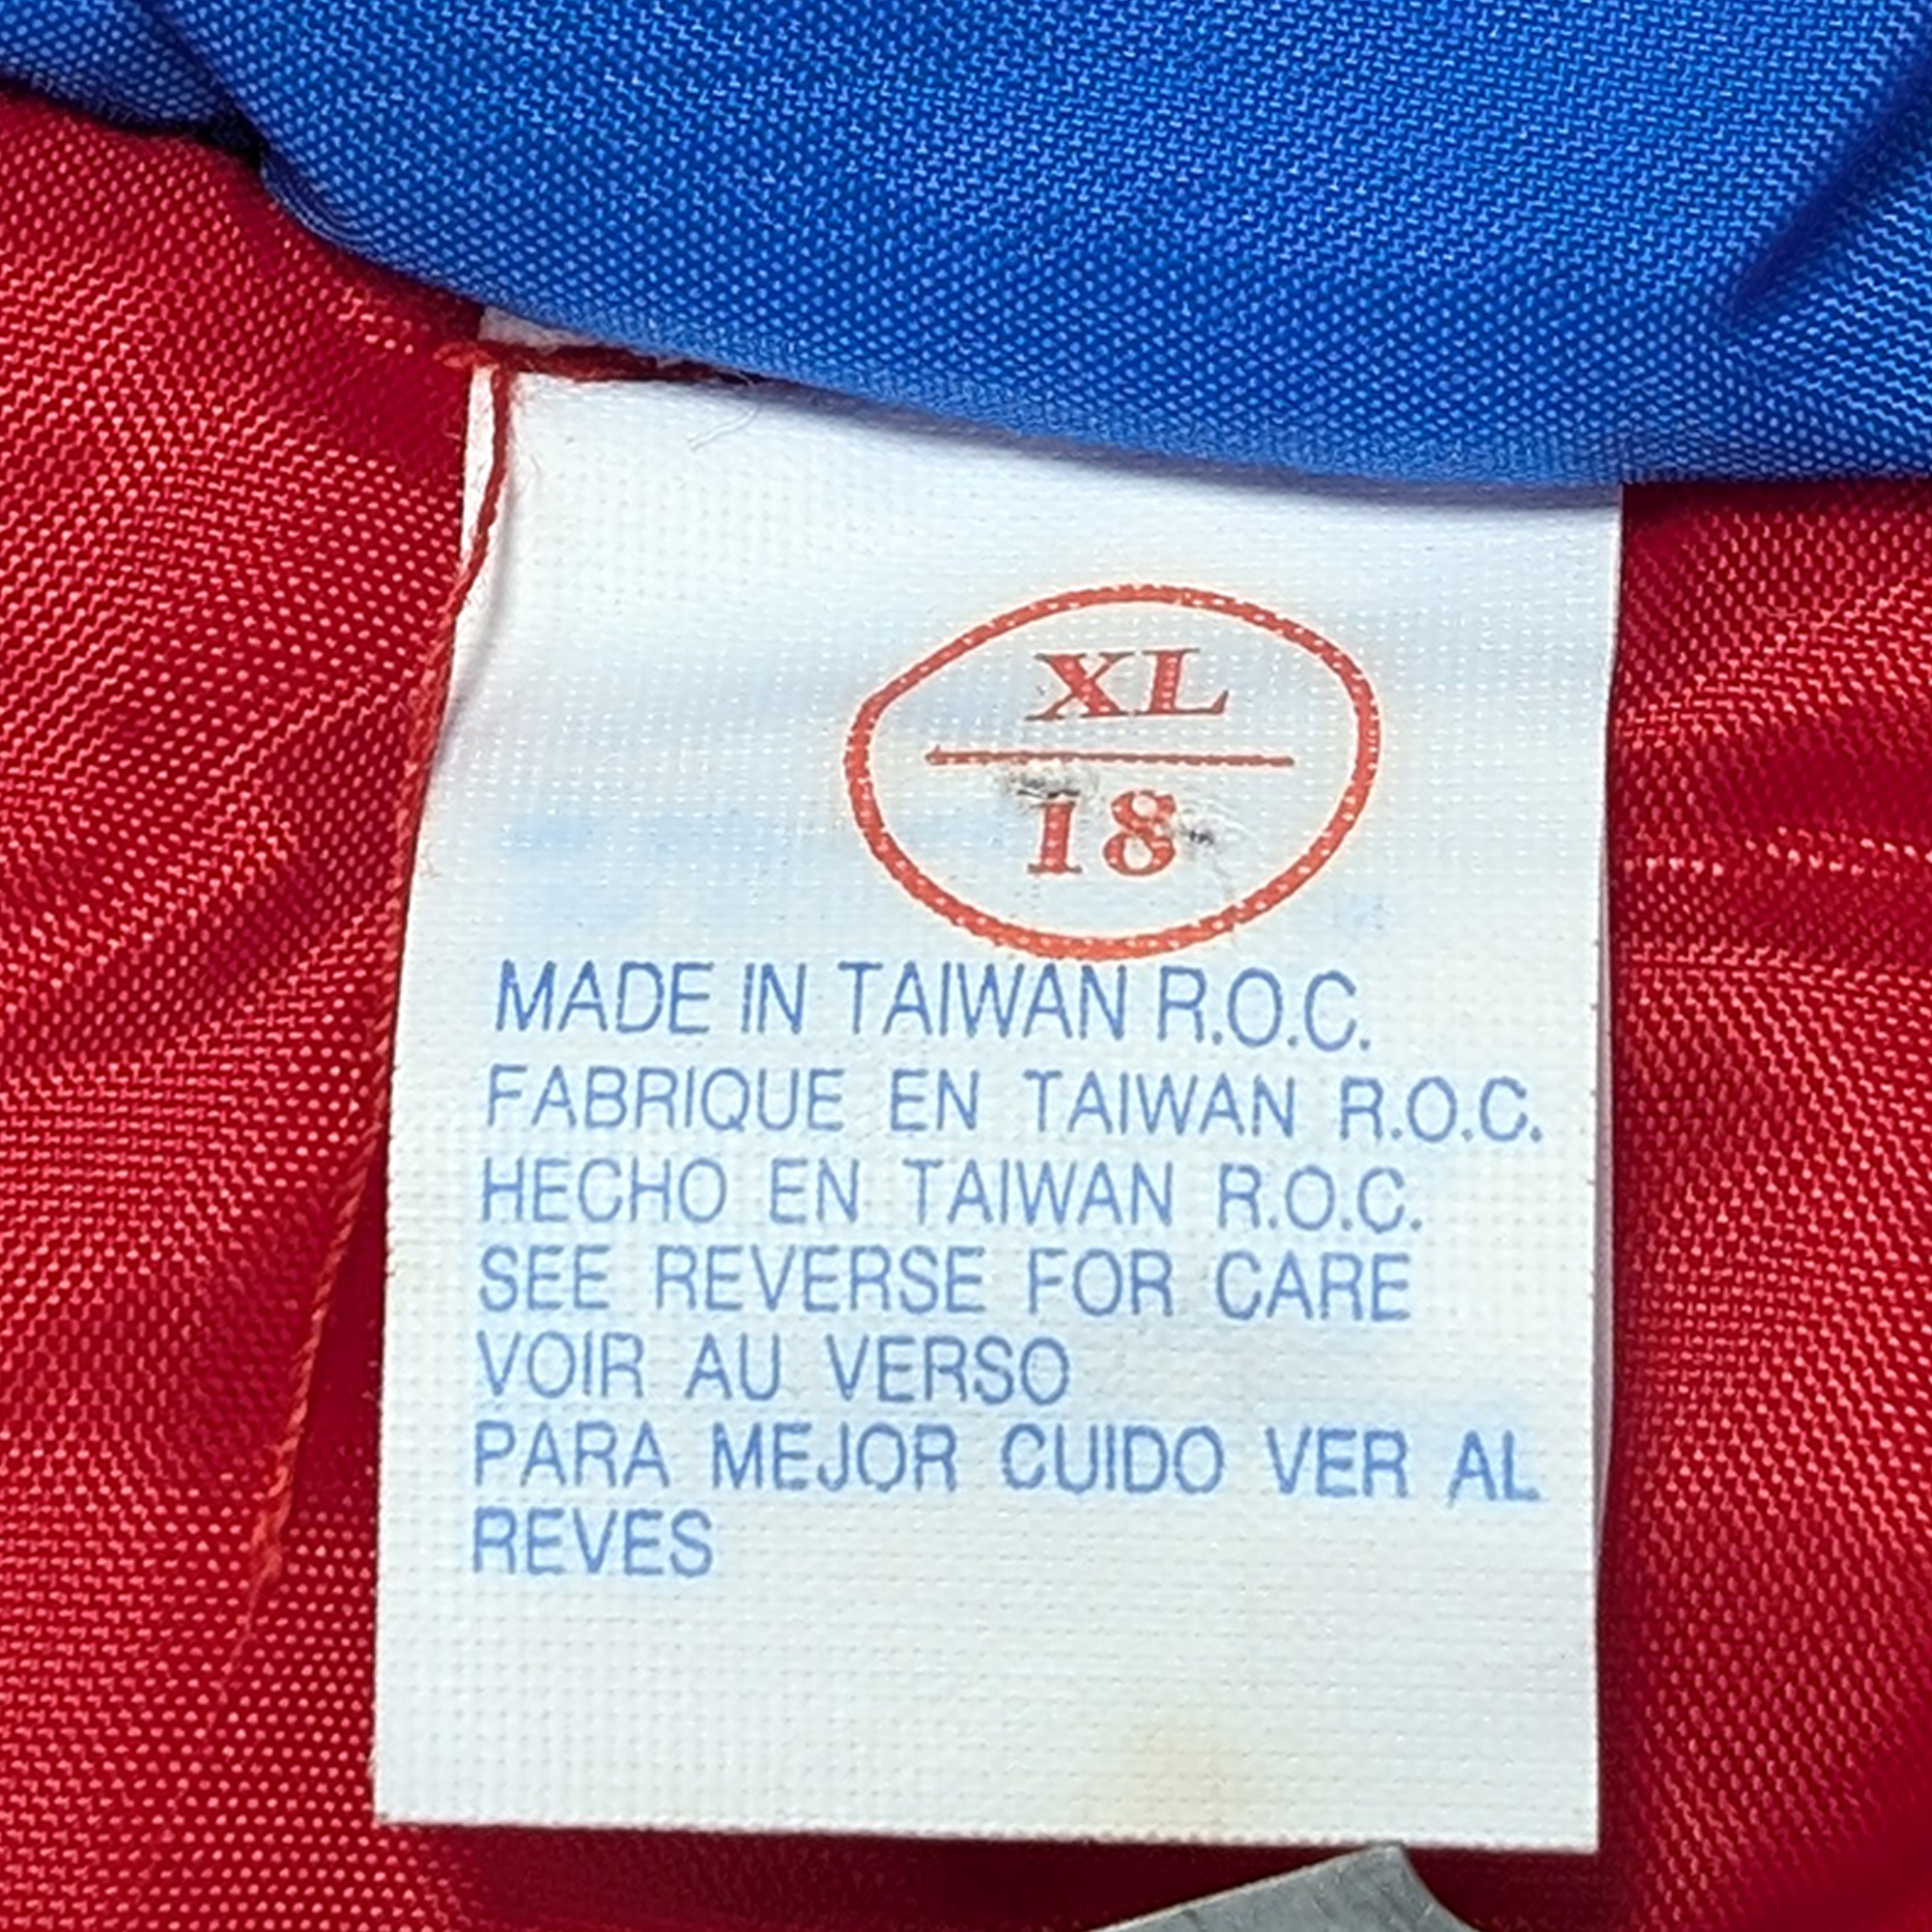 XL
18
MADE IN TAIWAN R.O.C.
FABRIQUE EN TAIWAN R.O.C.
HECHO EN TAIWAN R.O.C.
SEE REVERSE FOR CARE
VOIR AU VERSO
PARA MEJOR CUIDO VER AL
REVES